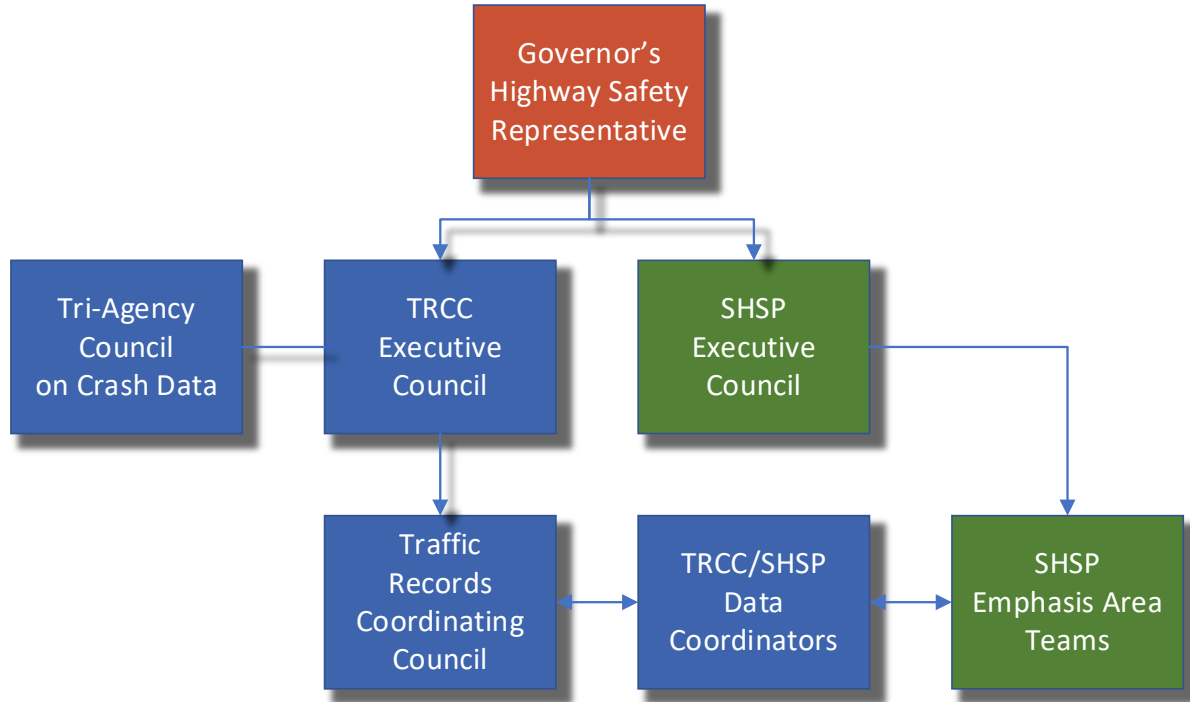 Governor’s
Highway Safety
Representative
Tri-Agency
Council
on Crash Data
TRCC
Executive
Council
SHSP
Executive
Council
Traffic
Records
Coordinating
Council
TRCC/SHSP
Data
Coordinators
SHSP
Emphasis Area
Teams